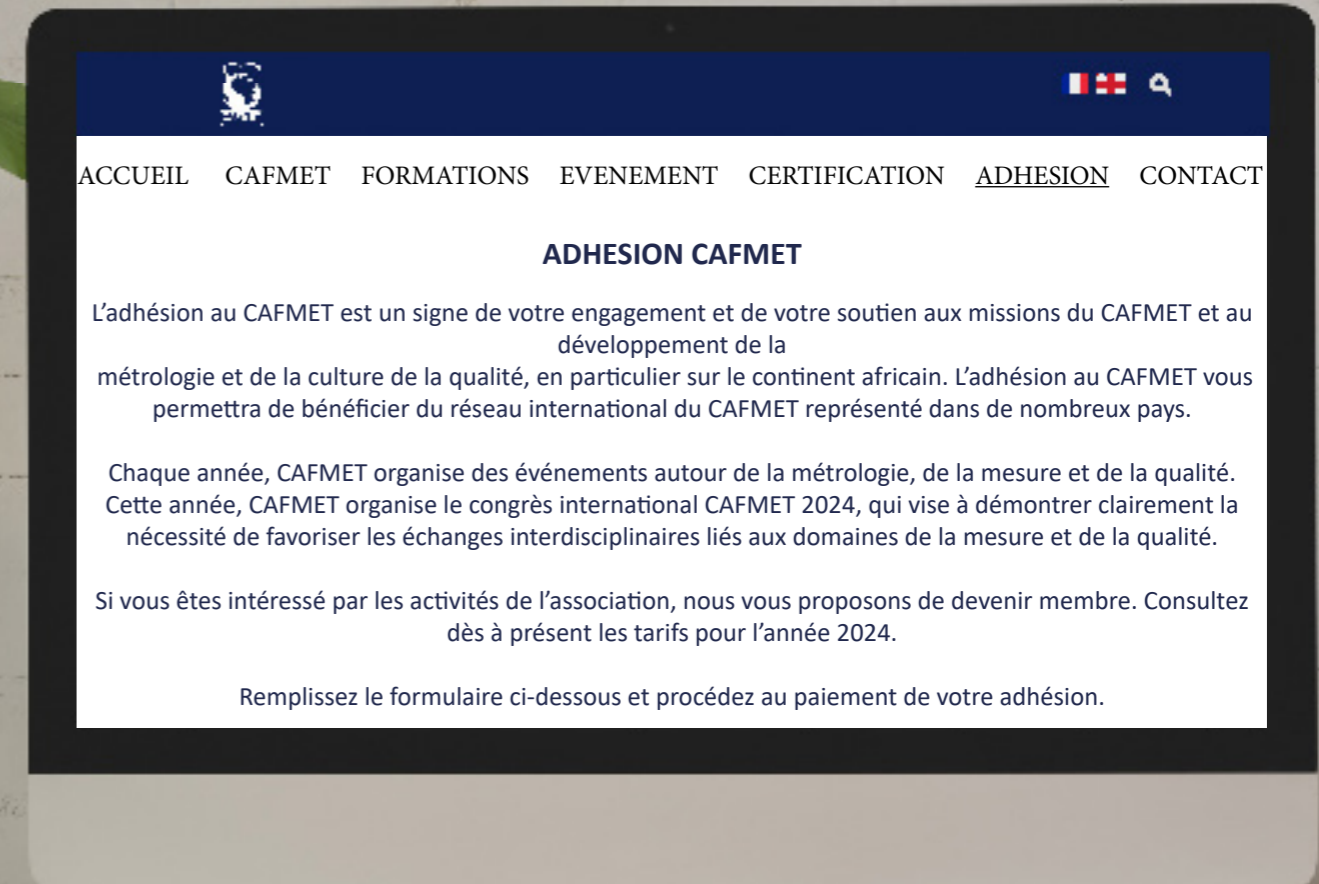 ACCUEIL CAFMET FORMATIONS EVENEMENT CERTIFICATION ADHESION CONTACT
ADHESION CAFMET
L’adhésion au CAFMET est un signe de votre engagement et de votre soutien aux missions du CAFMET et au
développement de la
métrologie et de la culture de la qualité, en particulier sur le continent africain. L’adhésion au CAFMET vous
permettra de bénéficier du réseau international du CAFMET représenté dans de nombreux pays.
Chaque année, CAFMET organise des événements autour de la métrologie, de la mesure et de la qualité.
Cette année, CAFMET organise le congrès international CAFMET 2024, qui vise à démontrer clairement la
nécessité de favoriser les échanges interdisciplinaires liés aux domaines de la mesure et de la qualité.
Si vous êtes intéressé par les activités de l’association, nous vous proposons de devenir membre. Consultez
dès à présent les tarifs pour l’année 2024.
Remplissez le formulaire ci-dessous et procédez au paiement de votre adhésion.